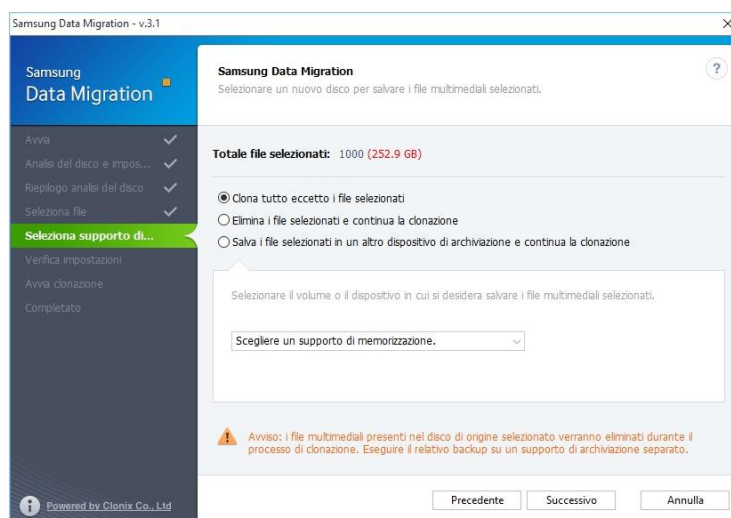 Samsung Data Migration - v.3.1
Samsung
Data Migration
Avvia
Analisi del disco e impos...
Riepilogo analisi del disco
Seleziona file
Seleziona supporto di...
Verifica impostazioni
Avvia clonazione
Completato
Powered by Clonix Co., Ltd
Samsung Data Migration
Selezionare un nuovo disco per salvare i file multimediali selezionati.
?
Totale file selezionati: 1000 (252.9 GB)
Clona tutto eccetto i file selezionati
Elimina i file selezionati e continua la clonazione
Salva i file selezionati in un altro dispositivo di archiviazione e continua la clonazione
Selezionare il volume o il dispositivo in cui si desidera salvare i file multimediali selezionati.
Scegliere un supporto di memorizzazione.
Avviso: i file multimediali presenti nel disco di origine selezionato verranno eliminati durante il
processo di clonazione. Eseguire il relativo backup su un supporto di archiviazione separato.
Precedente
Successivo
Annulla